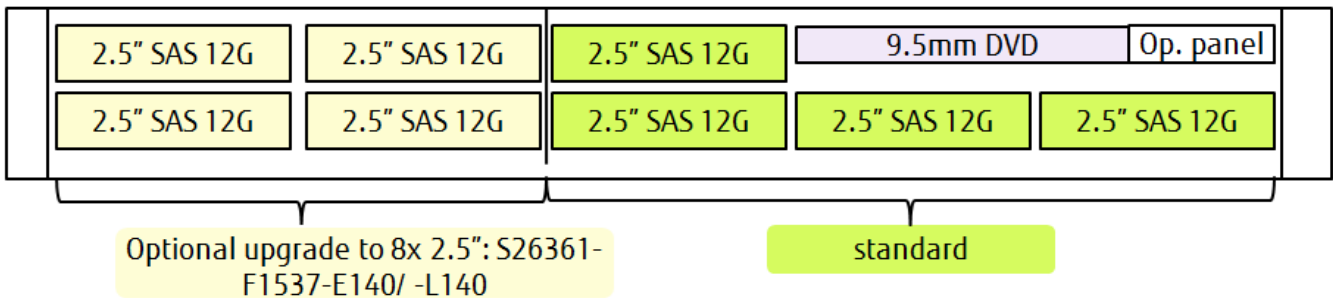 2.5” SAS 12G 2.5” SAS 12G 2.5” SAS 12G 9.5mm DVD Op. panel
2.5” SAS 12G 2.5” SAS 12G 2.5” SAS 12G 2.5” SAS 12G 2.5” SAS 12G
Optional upgrade to 8x 2.5”: S26361-
F1537-E140/ -L140
standard